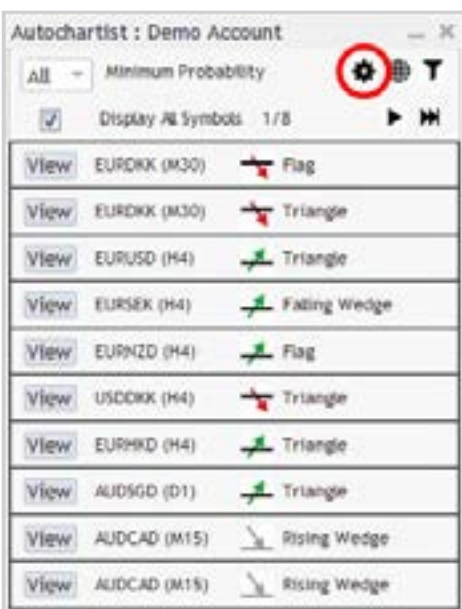 Autochartist : Demo Account
All Minimum Probability
Display All Symbols 1/8
View EURDKK (M30) Flag
View EURDKK (M30) Triangle
View EURUSD (H4) Triangle
View EURSEK (H4) Falling Wedge
View EURNZD (H4) Flag
View USDDKK (H4) Triangle
View EURHKD (H4) Triangle
View AUDSGD (D1) Triangle
View AUDCAD (M15) Rising Wedge
View AUDCAD (M15) Rising Wedge